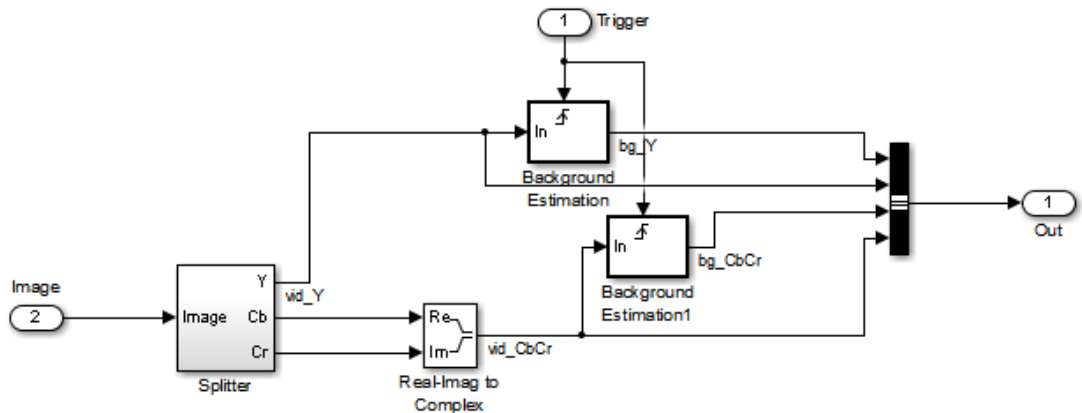 1
Trigger
In
bg_Y
Background
Estimation
In
bg_CbCr
Background
Estimation1
1
Out
Image
2
Image
Y
Cb
Cr
vid_Y
Splitter
Re
Im
vid_CbCr
Real-Imag to
Complex